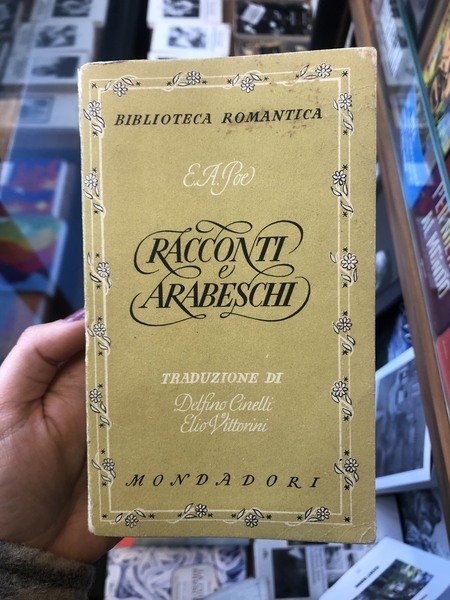 BIBLIOTECA ROMANTICA
E.A.Poe
RACCONTI
e
ARABESCHI
TRADUZIONE DI
Delfino Cinelli
Elio Vittorini
MONDADORI